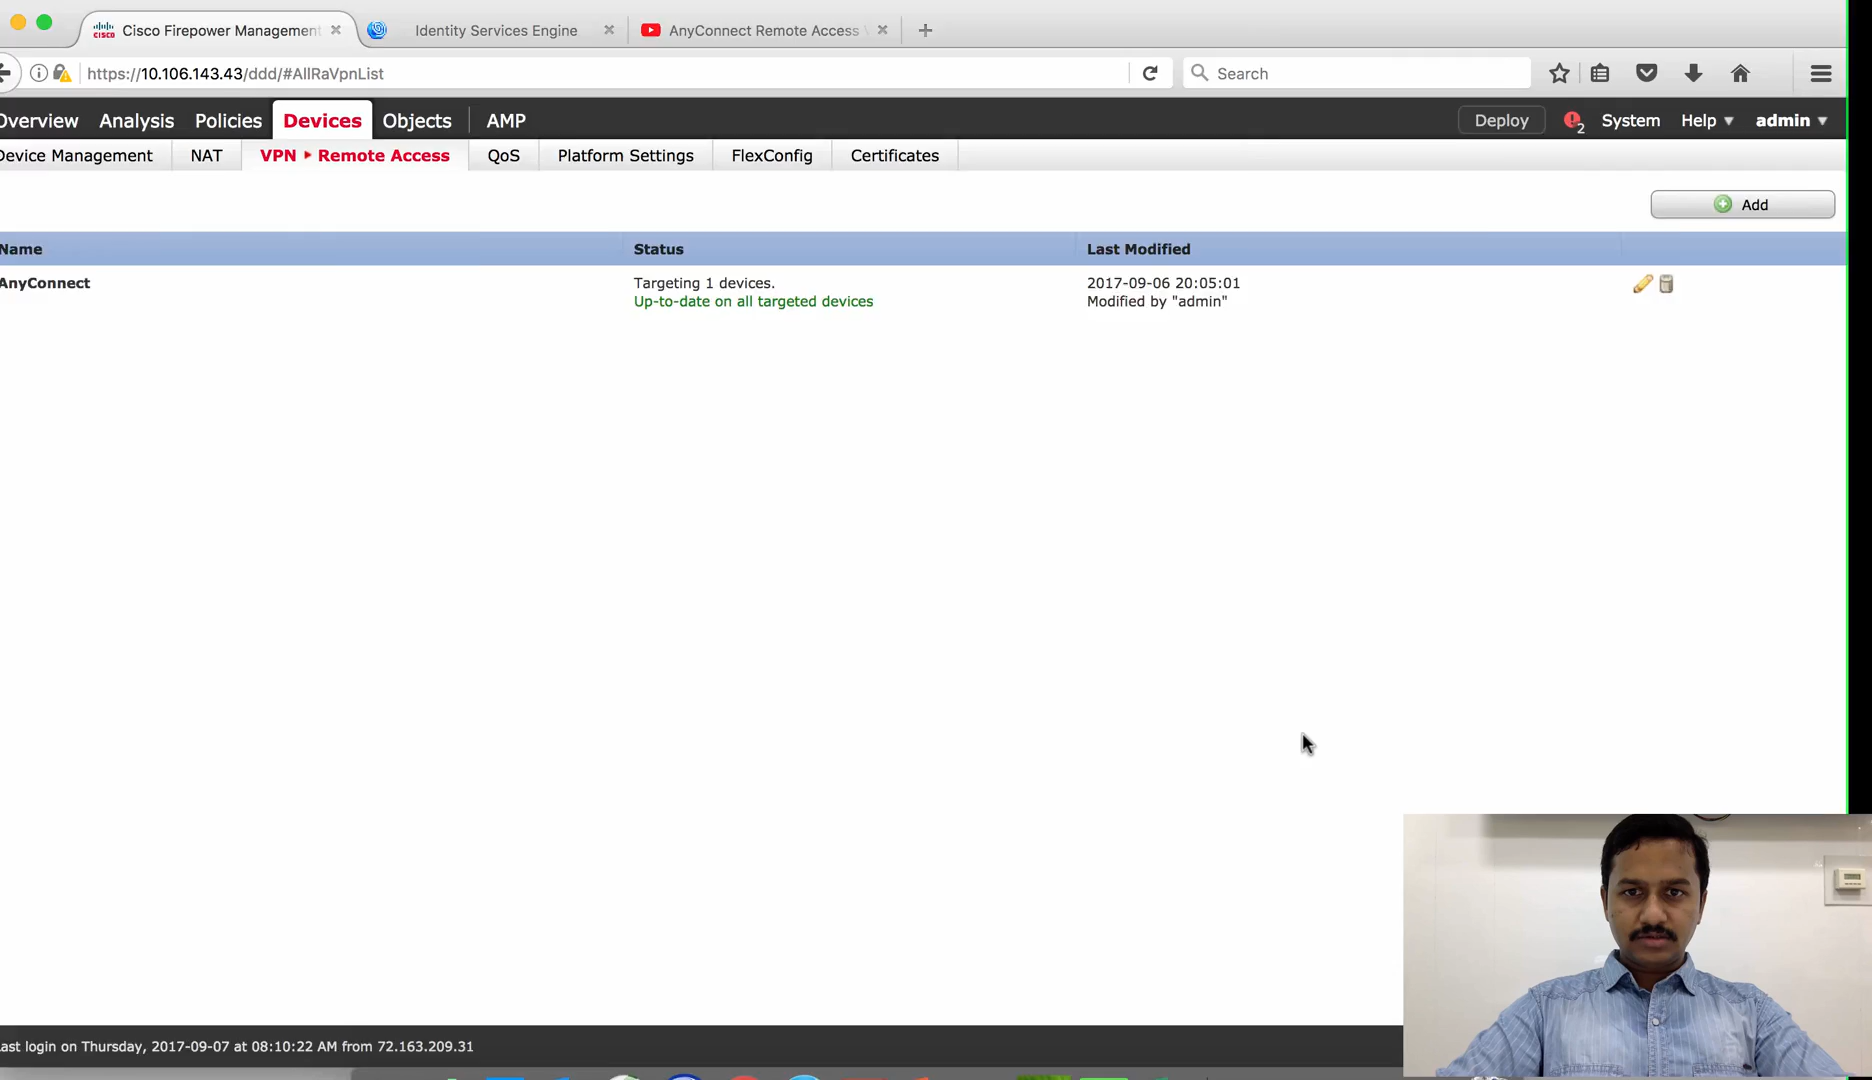 Cisco Firepower Management
Identity Services Engine
AnyConnect Remote Access
https://10.106.143.43/ddd/#AllRaVpnList
Search
Overview Analysis Policies Devices Objects AMP
Deploy 2 System Help admin
Device Management NAT VPN Remote Access QoS Platform Settings FlexConfig Certificates
Add
Name Status Last Modified
AnyConnect Targeting 1 devices. 2017-09-06 20:05:01
Up-to-date on all targeted devices Modified by "admin"
ast login on Thursday, 2017-09-07 at 08:10:22 AM from 72.163.209.31